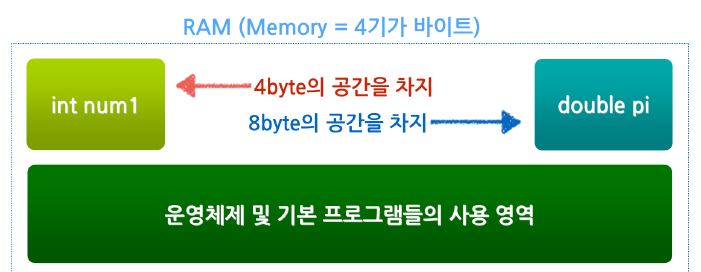 RAM (Memory = 4기가 바이트)
int num1
4byte의 공간을 차지
8byte의 공간을 차지
double pi
운영체제 및 기본 프로그램들의 사용 영역